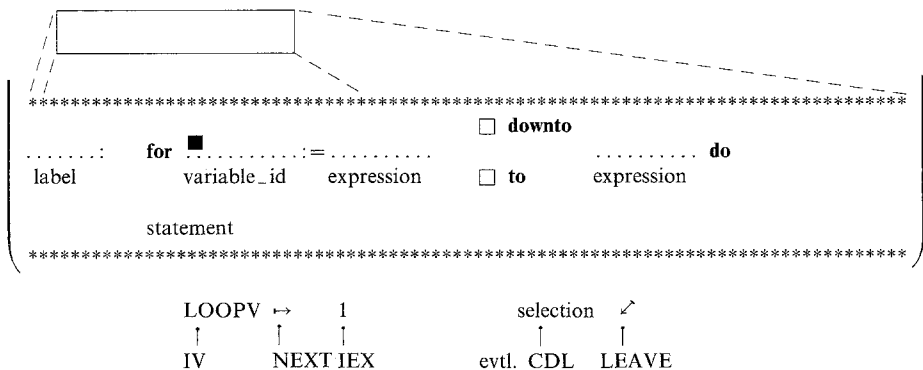 ****************************************************************************************
□ downto
.......: for ■...........:=.......... .......... do
label variable_id expression □ to expression
statement
****************************************************************************************
LOOPV ↦ 1 selection ⤢
IV NEXT IEX evtl. CDL LEAVE